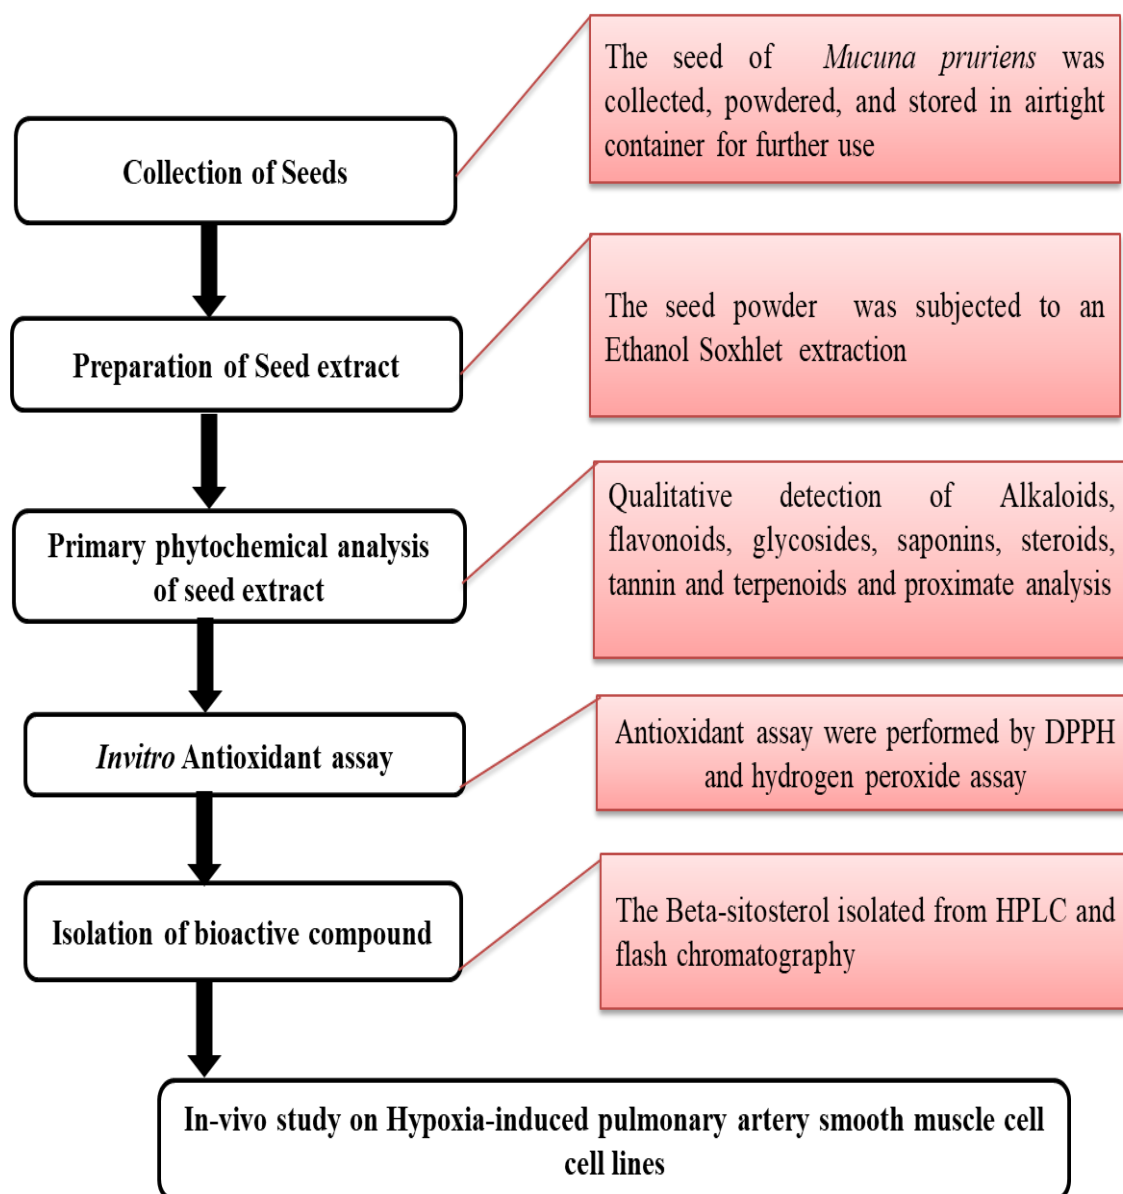 Collection of Seeds
The seed of Mucuna pruriens was
collected, powdered, and stored in airtight
container for further use
Preparation of Seed extract
The seed powder was subjected to an
Ethanol Soxhlet extraction
Primary phytochemical analysis
of seed extract
Qualitative detection of Alkaloids,
flavonoids, glycosides, saponins, steroids,
tannin and terpenoids and proximate analysis
Invitro Antioxidant assay
Antioxidant assay were performed by DPPH
and hydrogen peroxide assay
Isolation of bioactive compound
The Beta-sitosterol isolated from HPLC and
flash chromatography
In-vivo study on Hypoxia-induced pulmonary artery smooth muscle cell
cell lines